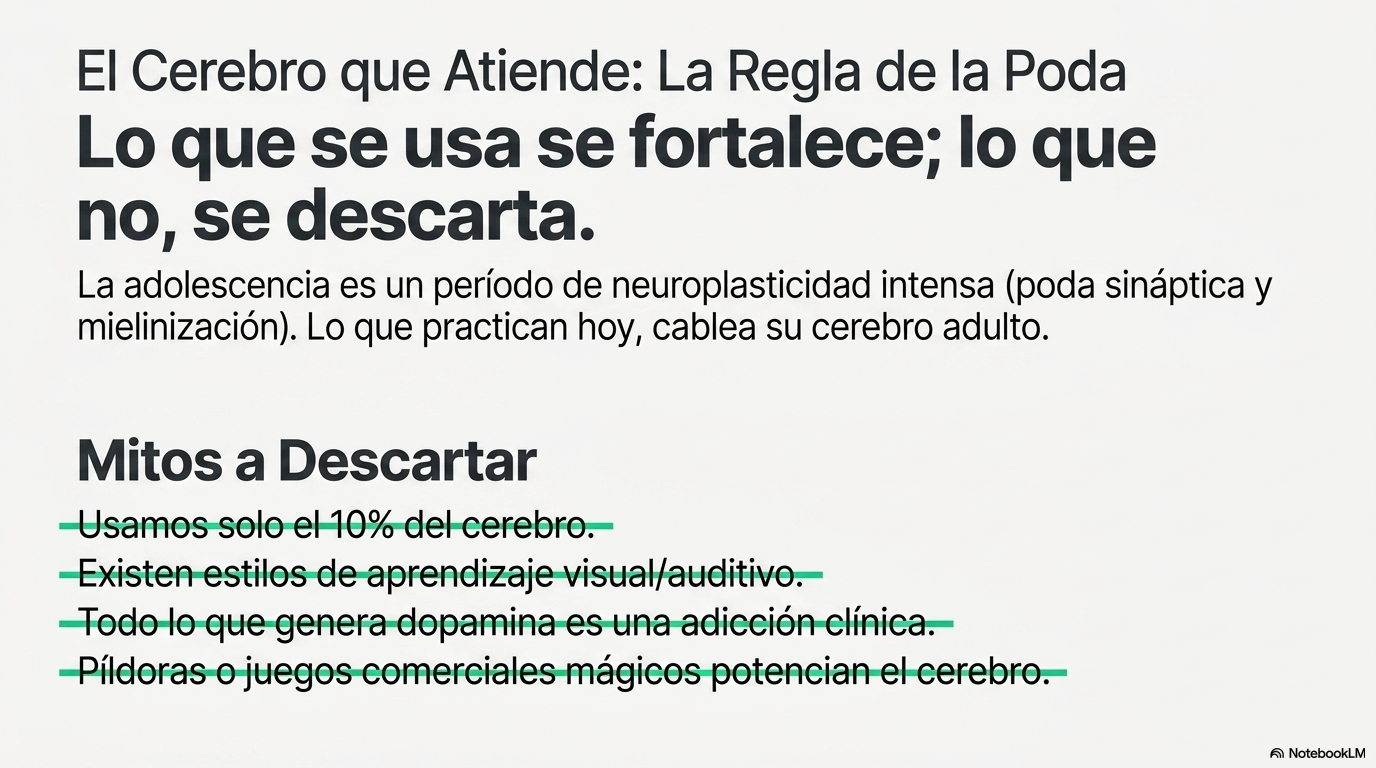 El Cerebro que Atiende: La Regla de la Poda
Lo que se usa se fortalece; lo que
no, se descarta.
La adolescencia es un período de neuroplasticidad intensa (poda sináptica y
mielinización). Lo que practican hoy, cablea su cerebro adulto.
Mitos a Descartar
Usamos solo el 10% del cerebro.
Existen estilos de aprendizaje visual/auditivo.
Todo lo que genera dopamina es una adicción clínica.
Píldoras o juegos comerciales mágicos potencian el cerebro.
NotebookLM